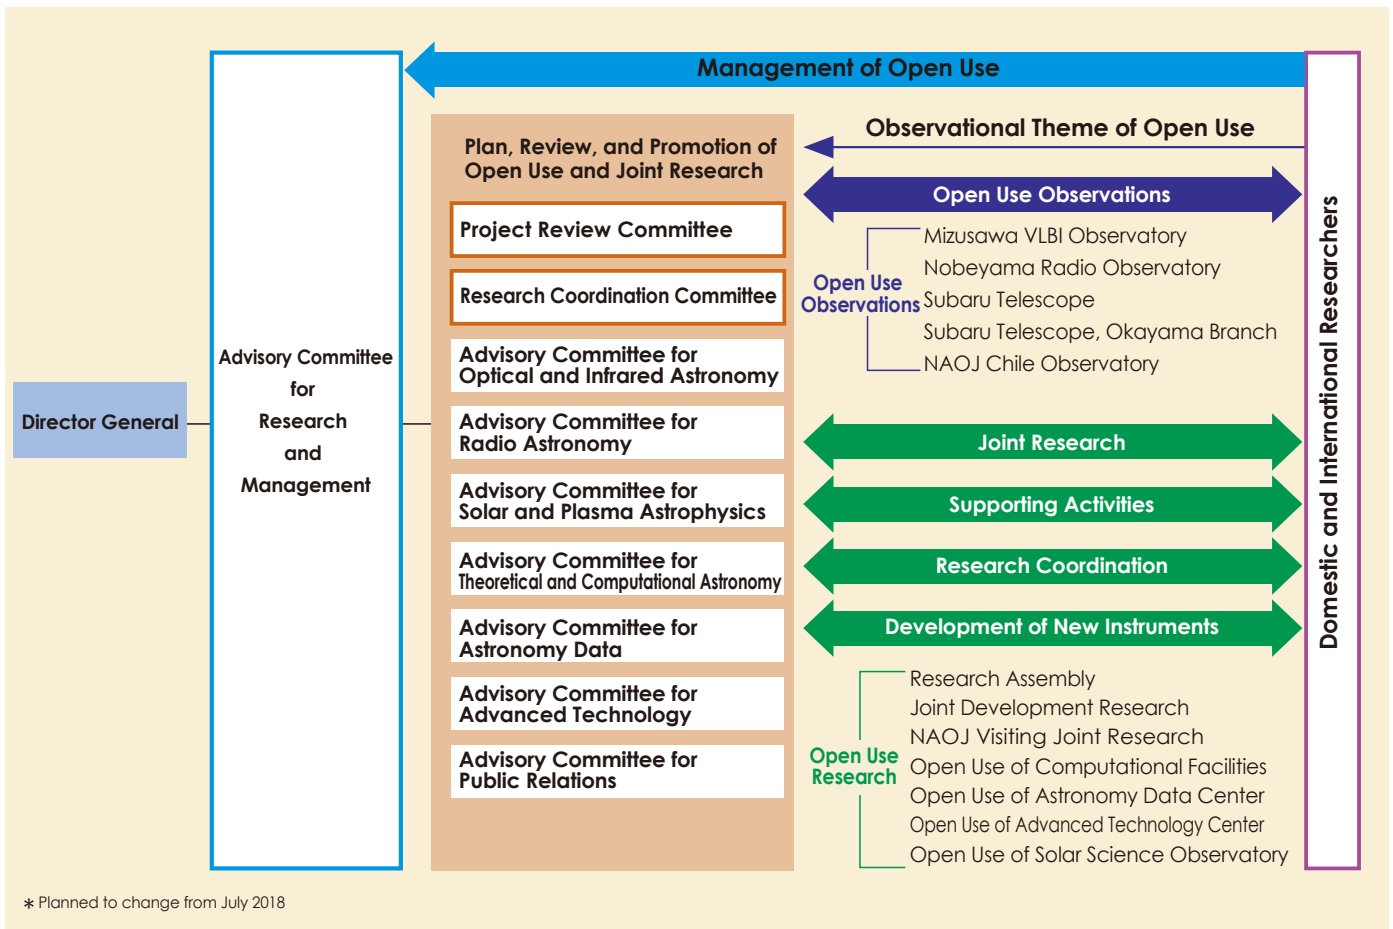 Management of Open Use
Observational Theme of Open Use
Plan, Review, and Promotion of
Open Use and Joint Research
Open Use Observations
Project Review Committee
Mizusawa VLBI Observatory
Nobeyama Radio Observatory
Open Use
Observations
Subaru Telescope
Subaru Telescope, Okayama Branch
NAOJ Chile Observatory
Research Coordination Committee
Advisory Committee for
Optical and Infrared Astronomy
Advisory Committee
for
Research
and
Management
Director General
Advisory Committee for
Radio Astronomy
Joint Research
Advisory Committee for
Solar and Plasma Astrophysics
Supporting Activities
Advisory Committee for
Theoretical and Computational Astronomy
Research Coordination
Advisory Committee for
Astronomy Data
Development of New Instruments
Advisory Committee for
Advanced Technology
Advisory Committee for
Public Relations
Open Use
Research
Research Assembly
Joint Development Research
NAOJ Visiting Joint Research
Open Use of Computational Facilities
Open Use of Astronomy Data Center
Open Use of Advanced Technology Center
Open Use of Solar Science Observatory
Domestic and International Researchers
* Planned to change from July 2018